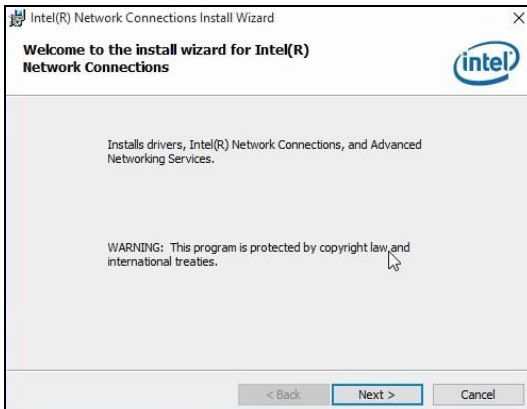 Intel(R) Network Connections Install Wizard
Welcome to the install wizard for Intel(R)
Network Connections
intel
Installs drivers, Intel(R) Network Connections, and Advanced
Networking Services.
WARNING: This program is protected by copyright law and
international treaties.
< Back
Next >
Cancel